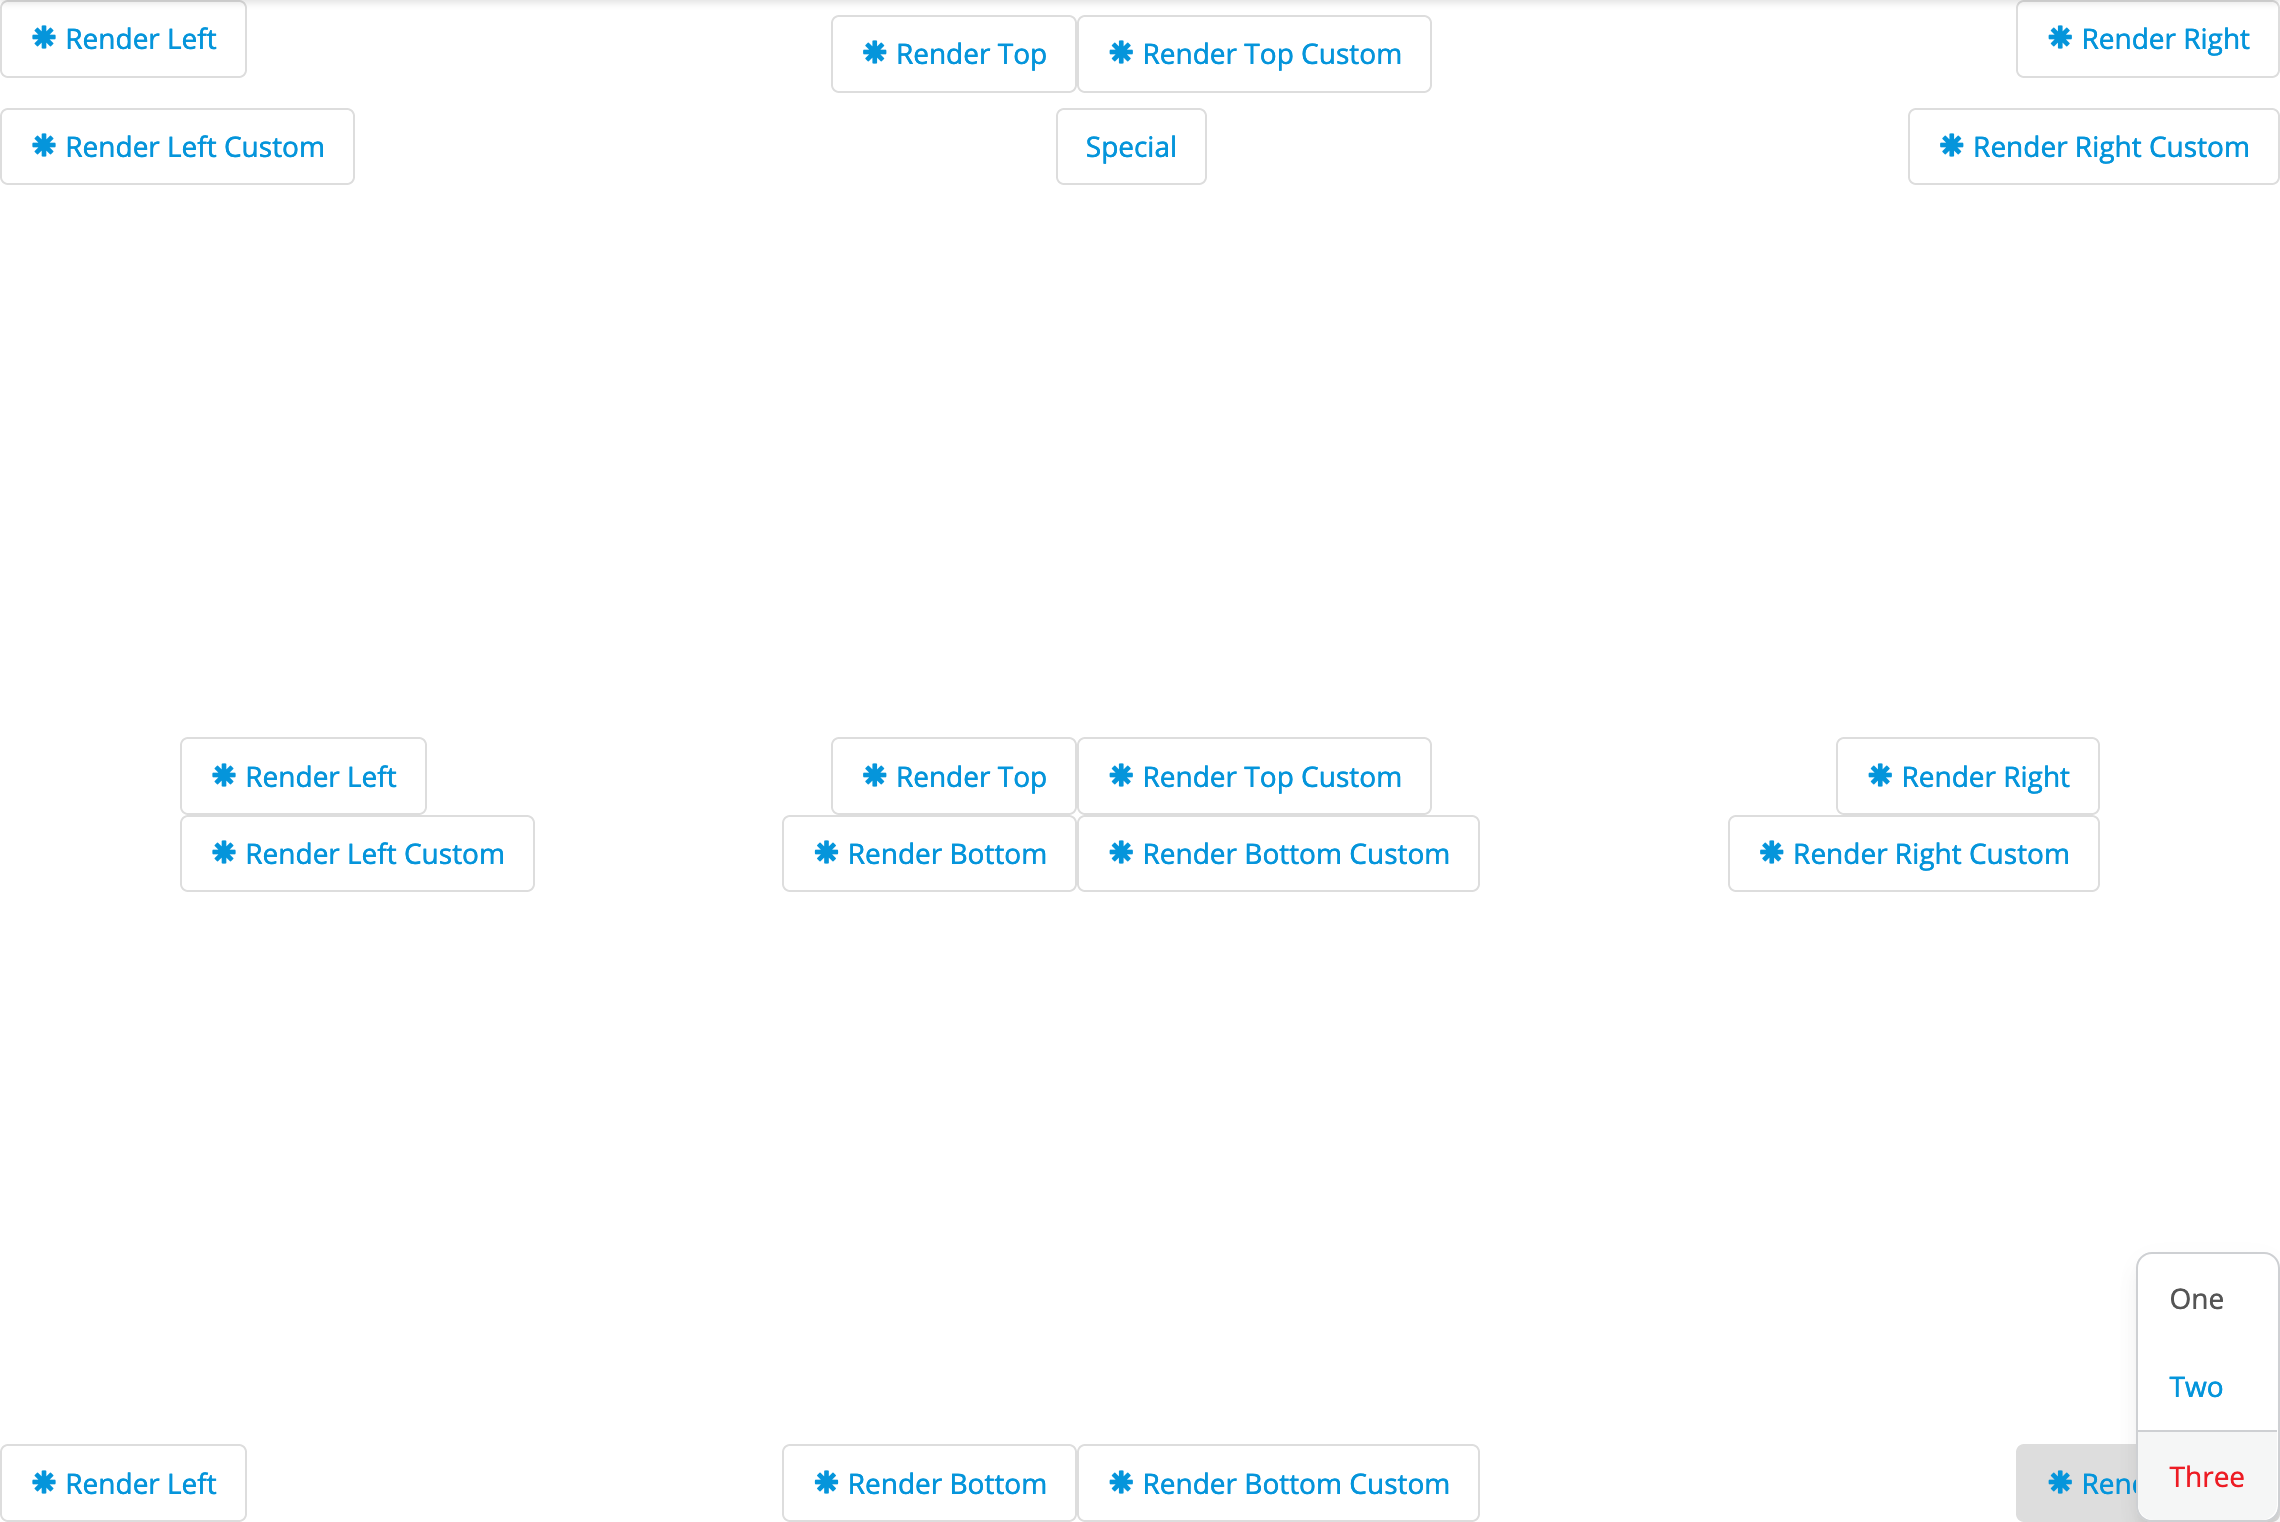 Render Left
Render Top
Render Top Custom
Render Right
Render Left Custom
Special
Render Right Custom
Render Left
Render Top
Render Top Custom
Render Right
Render Left Custom
Render Bottom
Render Bottom Custom
Render Right Custom
One
Two
Three
Render Left
Render Bottom
Render Bottom Custom